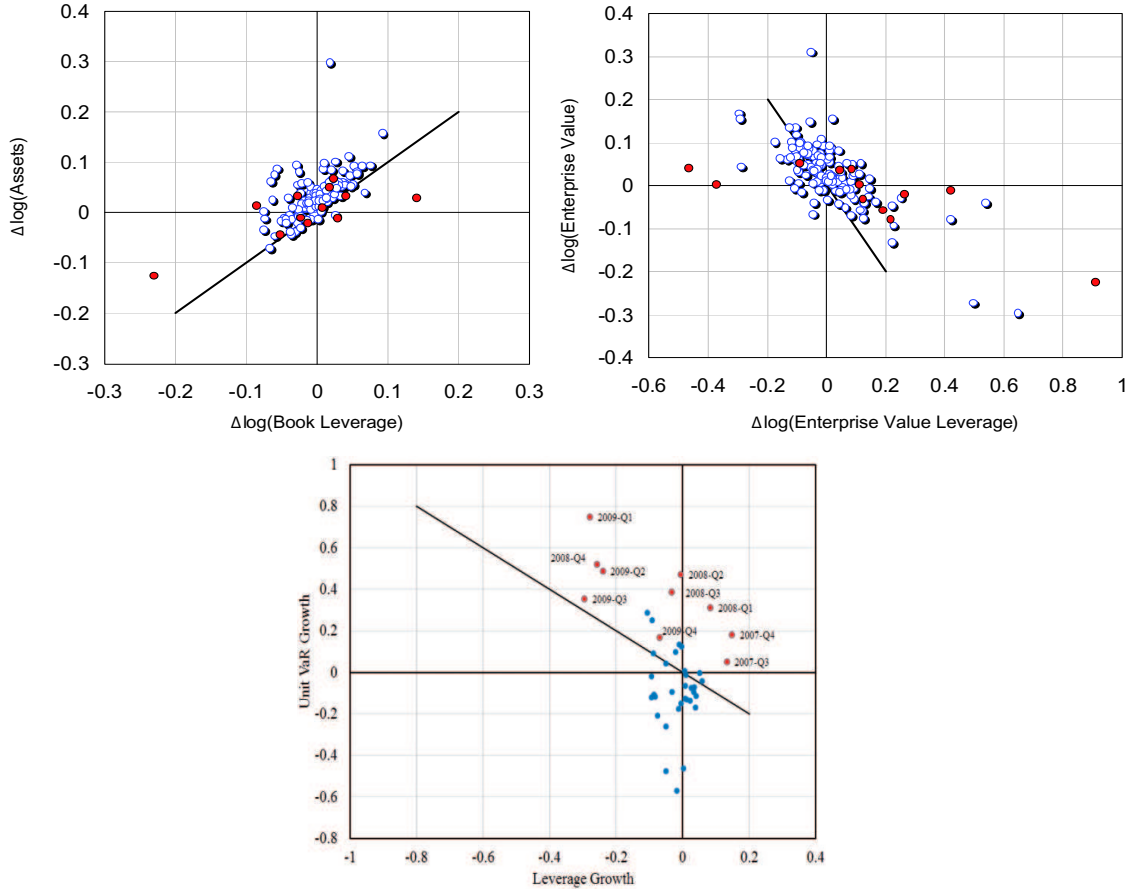 0.4
0.3
0.2
0.1
0
-0.1
-0.2
-0.3
Δlog(Assets)
-0.3 -0.2 -0.1 0 0.1 0.2 0.3
Δlog(Book Leverage)
0.4
0.3
0.2
0.1
0
-0.1
-0.2
-0.3
-0.4
Δlog(Enterprise Value)
-0.6 -0.4 -0.2 0 0.2 0.4 0.6 0.8 1
Δlog(Enterprise Value Leverage)
1
0.8
0.6
0.4
0.2
0
-0.2
-0.4
-0.6
-0.8
Unit VaR Growth
2009-Q1
2008-Q4
2009-Q2
2008-Q2
2009-Q3
2008-Q3
2008-Q1
2009-Q4
2007-Q4
2007-Q3
-1 -0.8 -0.6 -0.4 -0.2 0 0.2 0.4
Leverage Growth